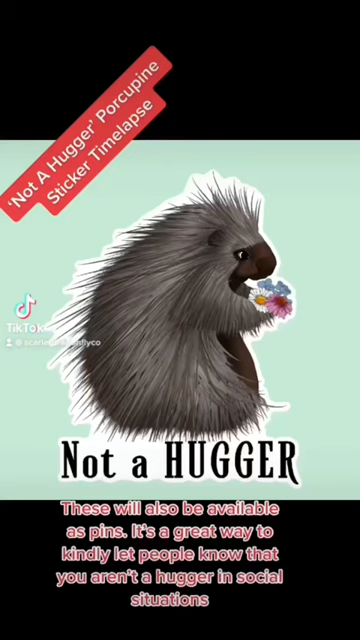 'Not A Hugger' Porcupine
Sticker Timelapse
TikTok
Not a HUGGER
These will also be available
as pins. It's a great way to
kindly let people know that
you aren't a hugger in social
situations